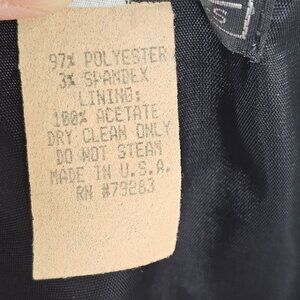 S
97% POLYESTER
3% SPANDEX
LINING:
100% ACETATE
DRY CLEAN ONLY
DO NOT STEAM
MADE IN U.S.A.
RN #79283